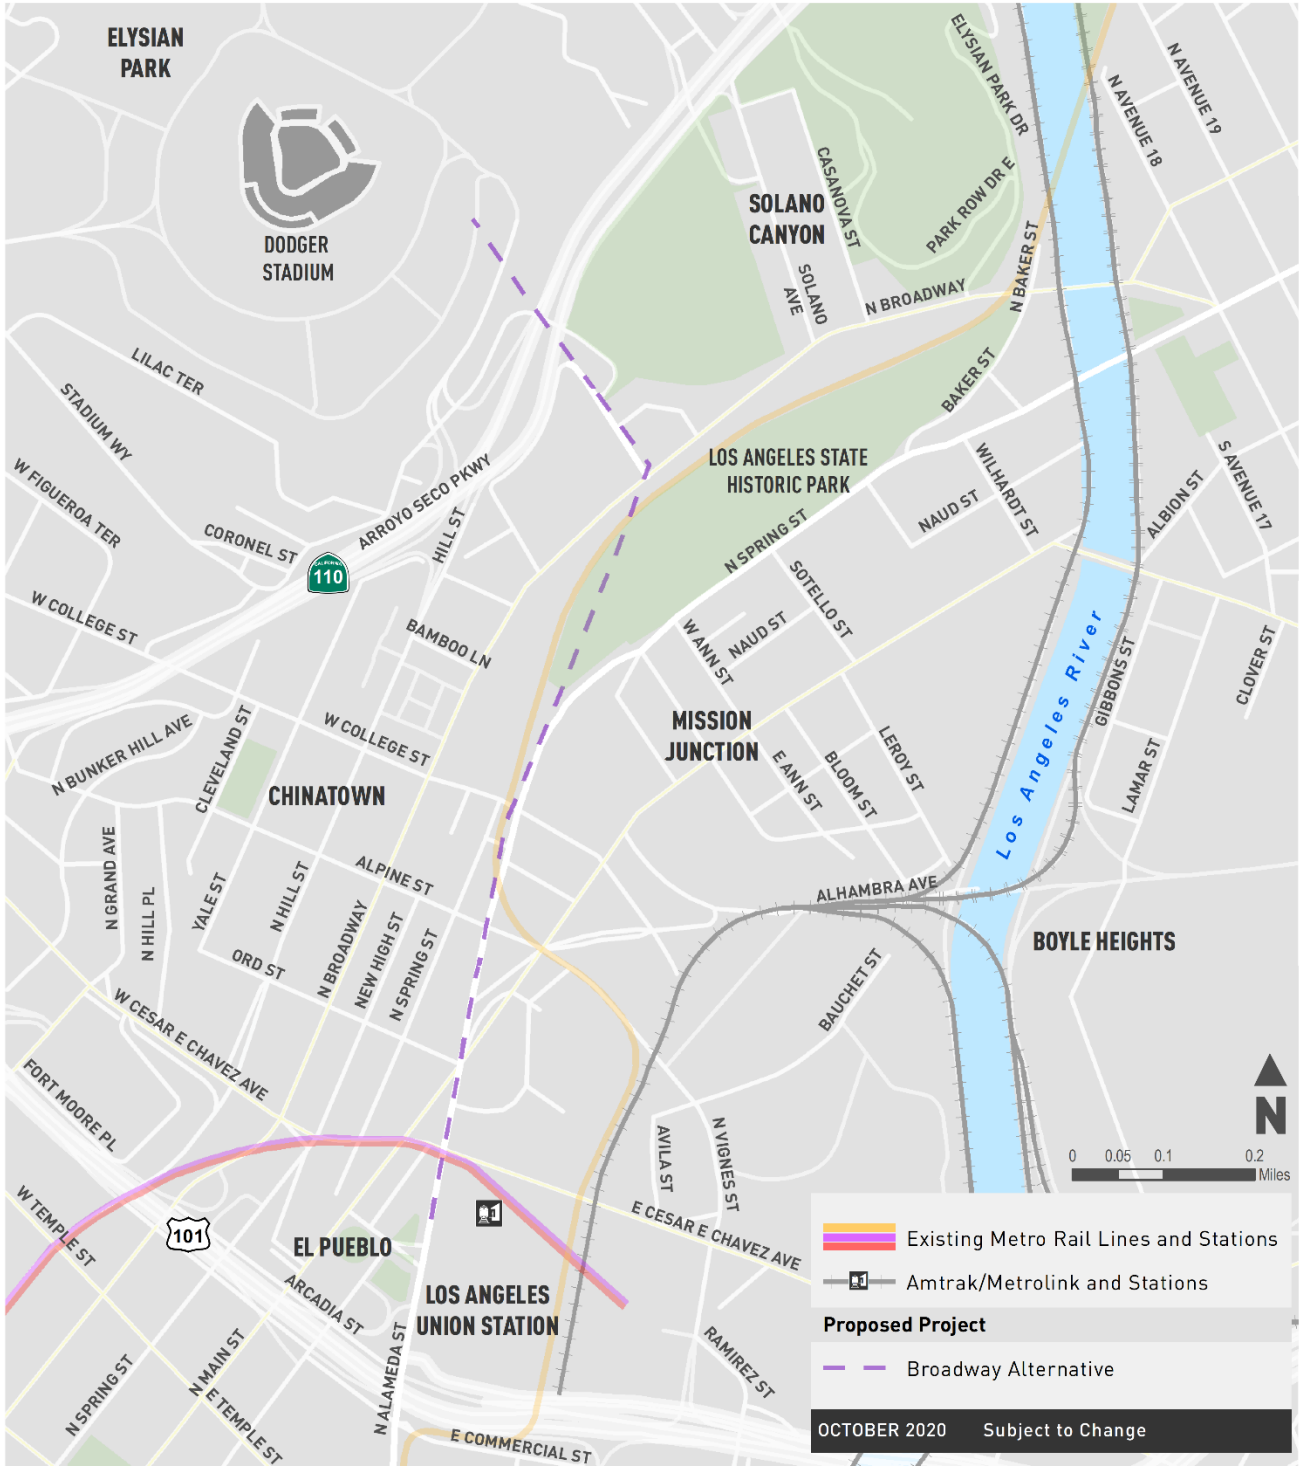 ELYSIAN
PARK
ELYSIAN PARK DR
N AVENUE 19
N AVENUE 18
DODGER
STADIUM
SOLANO
CANYON
CASANOVA ST
PARK ROW DR E
SOLANO
AVE
N BROADWAY
N BAKER ST
BAKER ST
LILAC TER
STADIUM WY
W FIGUEROA TER
CORONEL ST
CALIFORNIA
110
ARROYO SECO PKWY
HILL ST
LOS ANGELES STATE
HISTORIC PARK
N SPRING ST
WILHARDT ST
NAUD ST
ALBION ST
S AVENUE 17
W COLLEGE ST
BAMBOO LN
SOTELLO ST
NAUD ST
W ANN ST
Los Angeles River
GIBBONS ST
CLOVER ST
N BUNKER HILL AVE
CLEVELAND ST
W COLLEGE ST
MISSION
JUNCTION
LEROY ST
BLOOM ST
E ANN ST
LAMAR ST
CHINATOWN
N GRAND AVE
N HILL PL
YALE ST
N HILL ST
ALPINE ST
ALHAMBRA AVE
ORD ST
N BROADWAY
NEW HIGH ST
N SPRING ST
BOYLE HEIGHTS
BAUCHET ST
W CESAR E CHAVEZ AVE
FORT MOORE PL
AVILA ST
N VIGNES ST
E CESAR E CHAVEZ AVE
W TEMPLE ST
101
EL PUEBLO
ARCADIA ST
LOS ANGELES
UNION STATION
N ALAMEDA ST
RAMIREZ ST
N SPRING ST
N MAIN ST
E TEMPLE ST
E COMMERCIAL ST
N
0 0.05 0.1 0.2
Miles
Existing Metro Rail Lines and Stations
Amtrak/Metrolink and Stations
Proposed Project
Broadway Alternative
OCTOBER 2020 Subject to Change